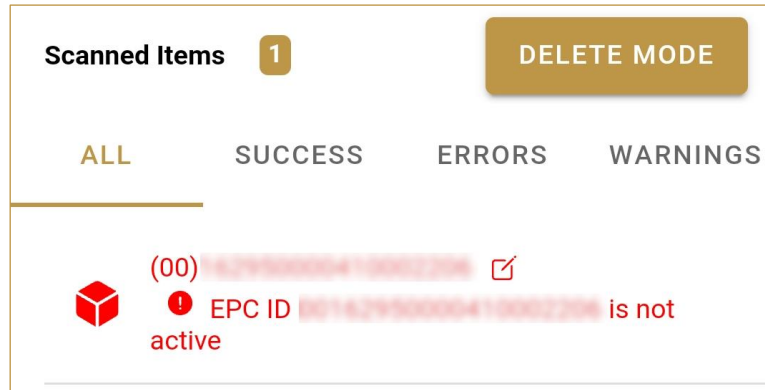 Scanned Items 1
DELETE MODE
ALL SUCCESS ERRORS WARNINGS
(00)
! EPC ID is not
active